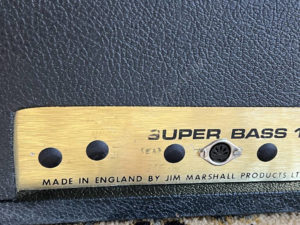 SUPER BASS 1
MADE IN ENGLAND BY JIM MARSHALL PRODUCTS LT